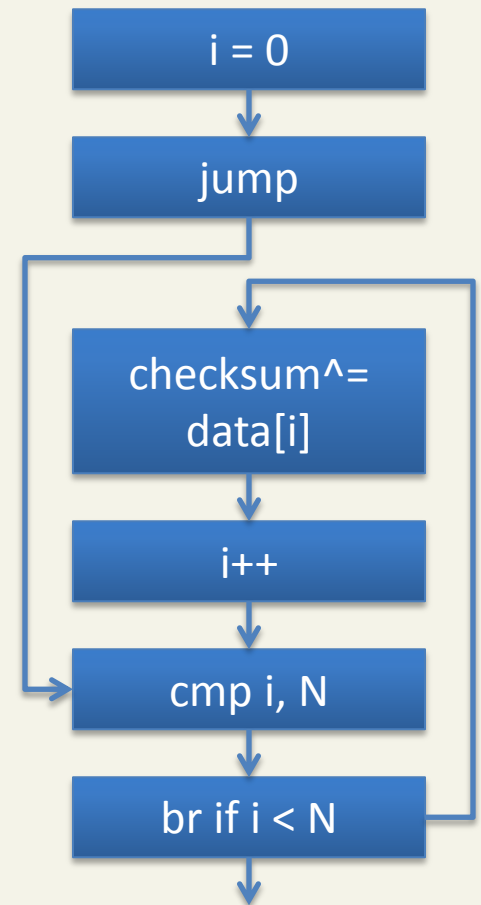 i = 0
jump
checksum^=
data[i]
i++
cmp i, N
br if i < N